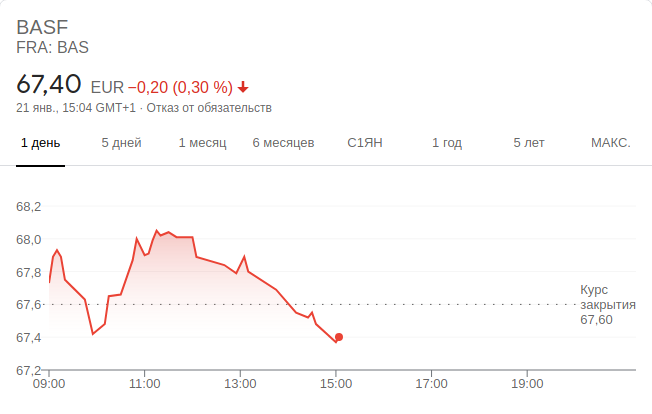 BASF
FRA: BAS
67,40 EUR −0,20 (0,30 %)
21 янв., 15:04 GMT+1 · Отказ от обязательств
1 день 5 дней 1 месяц 6 месяцев С1ЯН 1 год 5 лет МАКС.
68,2
68,0
67,8
67,6
67,4
67,2
Курс
закрытия
67,60
09:00 11:00 13:00 15:00 17:00 19:00